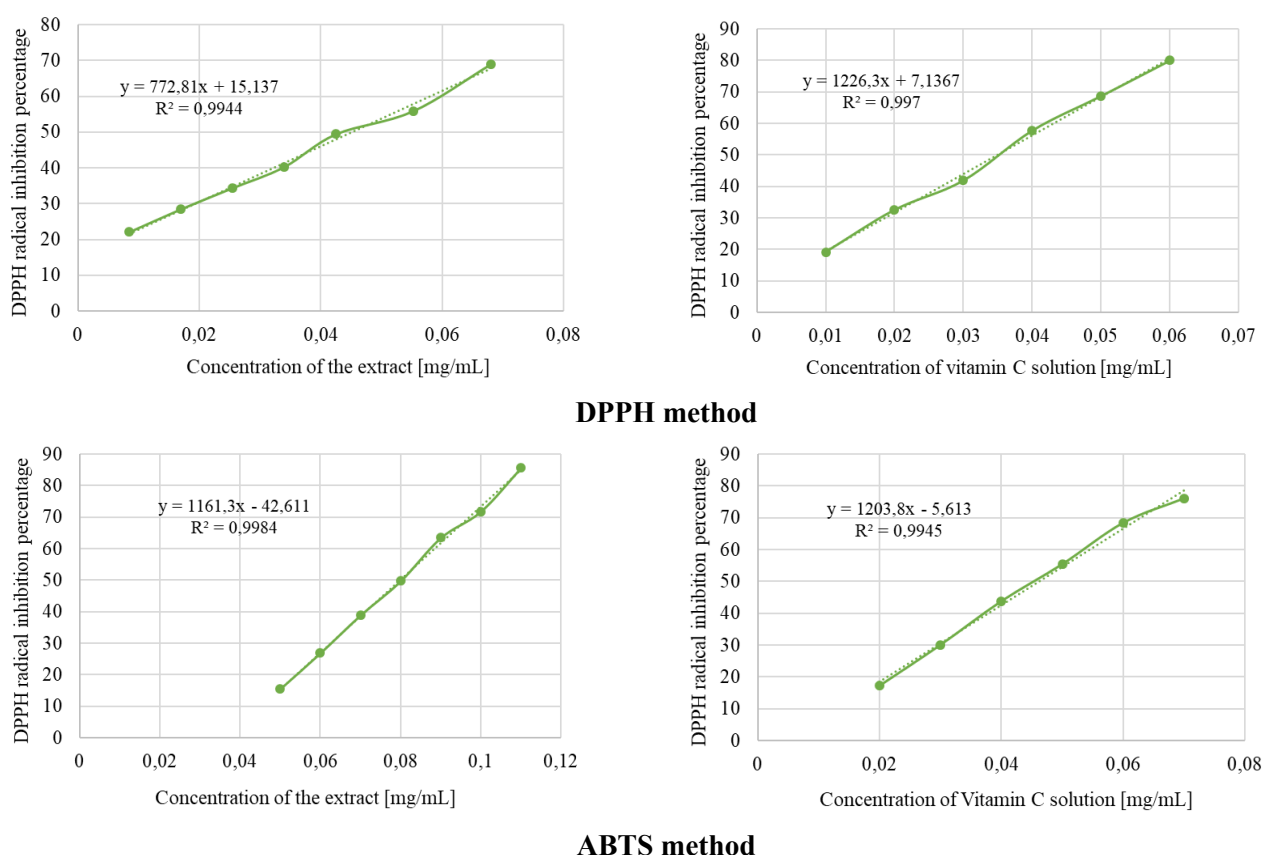 DPPH radical inhibition percentage
80
70
60
50
40
30
20
10
0
y = 772,81x + 15,137
R² = 0,9944
0 0,02 0,04 0,06 0,08
Concentration of the extract [mg/mL]
DPPH radical inhibition percentage
90
80
70
60
50
40
30
20
10
0
y = 1226,3x + 7,1367
R² = 0,997
0 0,01 0,02 0,03 0,04 0,05 0,06 0,07
Concentration of vitamin C solution [mg/mL]
DPPH method
DPPH radical inhibition percentage
90
80
70
60
50
40
30
20
10
0
y = 1161,3x - 42,611
R² = 0,9984
0 0,02 0,04 0,06 0,08 0,1 0,12
Concentration of the extract [mg/mL]
DPPH radical inhibition percentage
90
80
70
60
50
40
30
20
10
0
y = 1203,8x - 5,613
R² = 0,9945
0 0,02 0,04 0,06 0,08
Concentration of Vitamin C solution [mg/mL]
ABTS method